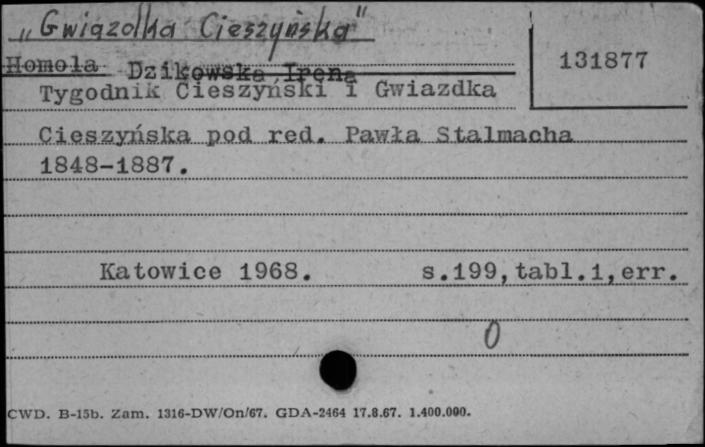 „Gwiazdka Cieszyńska"
Homola Dzikowska Irena
131877
Tygodnik Cieszyński i Gwiazdka
Cieszyńska pod red. Pawła Stalmacha
1848-1887.
Katowice 1968. s.199,tabl.1,err.
0
CWD. B-15b. Zam. 1316-DW/On/67. GDA-2464 17.8.67. 1.400.000.